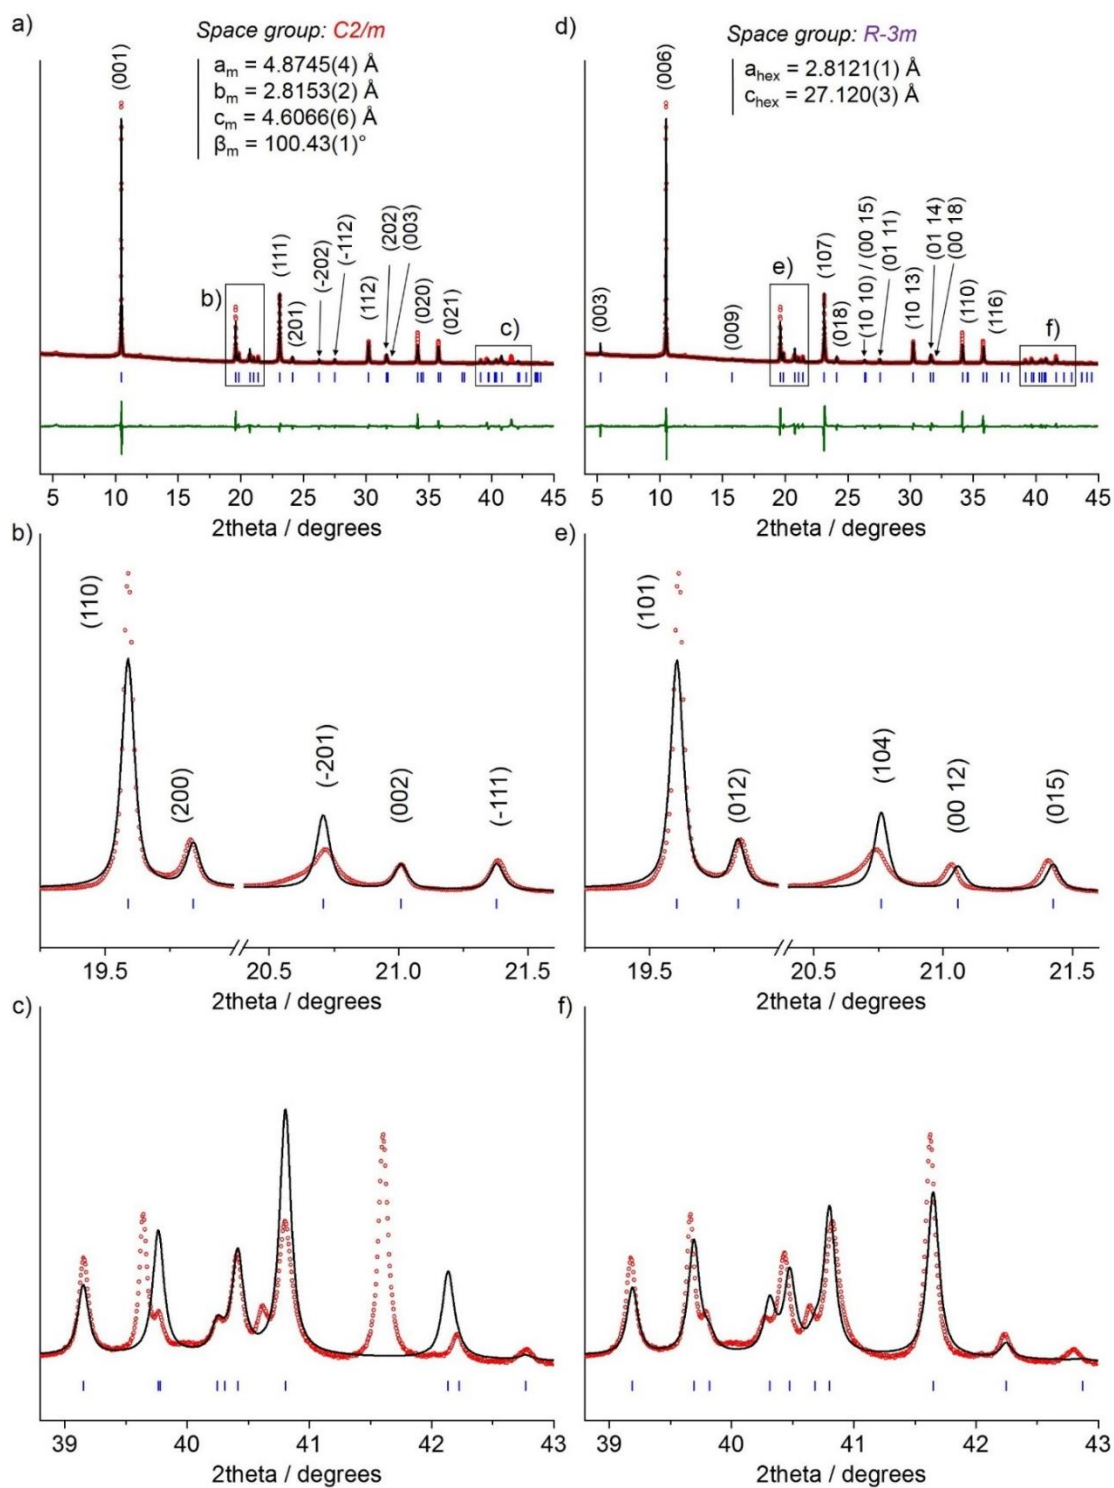 a)
Space group: C2/m
aₘ = 4.8745(4) Å
bₘ = 2.8153(2) Å
cₘ = 4.6066(6) Å
βₘ = 100.43(1)°
(001)
b)
(111)
(201)
(-202)
(-112)
(112)
(202)
(003)
(020)
(021)
c)
5 10 15 20 25 30 35 40 45
2theta / degrees
d)
Space group: R-3m
a_hex = 2.8121(1) Å
c_hex = 27.120(3) Å
(003)
(006)
(009)
e)
(107)
(018)
(10 10) / (00 15)
(01 11)
(10 13)
(01 14)
(00 18)
(110)
(116)
f)
5 10 15 20 25 30 35 40 45
2theta / degrees
b)
(110)
(200)
(-201)
(002)
(-111)
19.5 20.5 21.0 21.5
2theta / degrees
e)
(101)
(012)
(104)
(00 12)
(015)
19.5 20.5 21.0 21.5
2theta / degrees
c)
39 40 41 42 43
2theta / degrees
f)
39 40 41 42 43
2theta / degrees